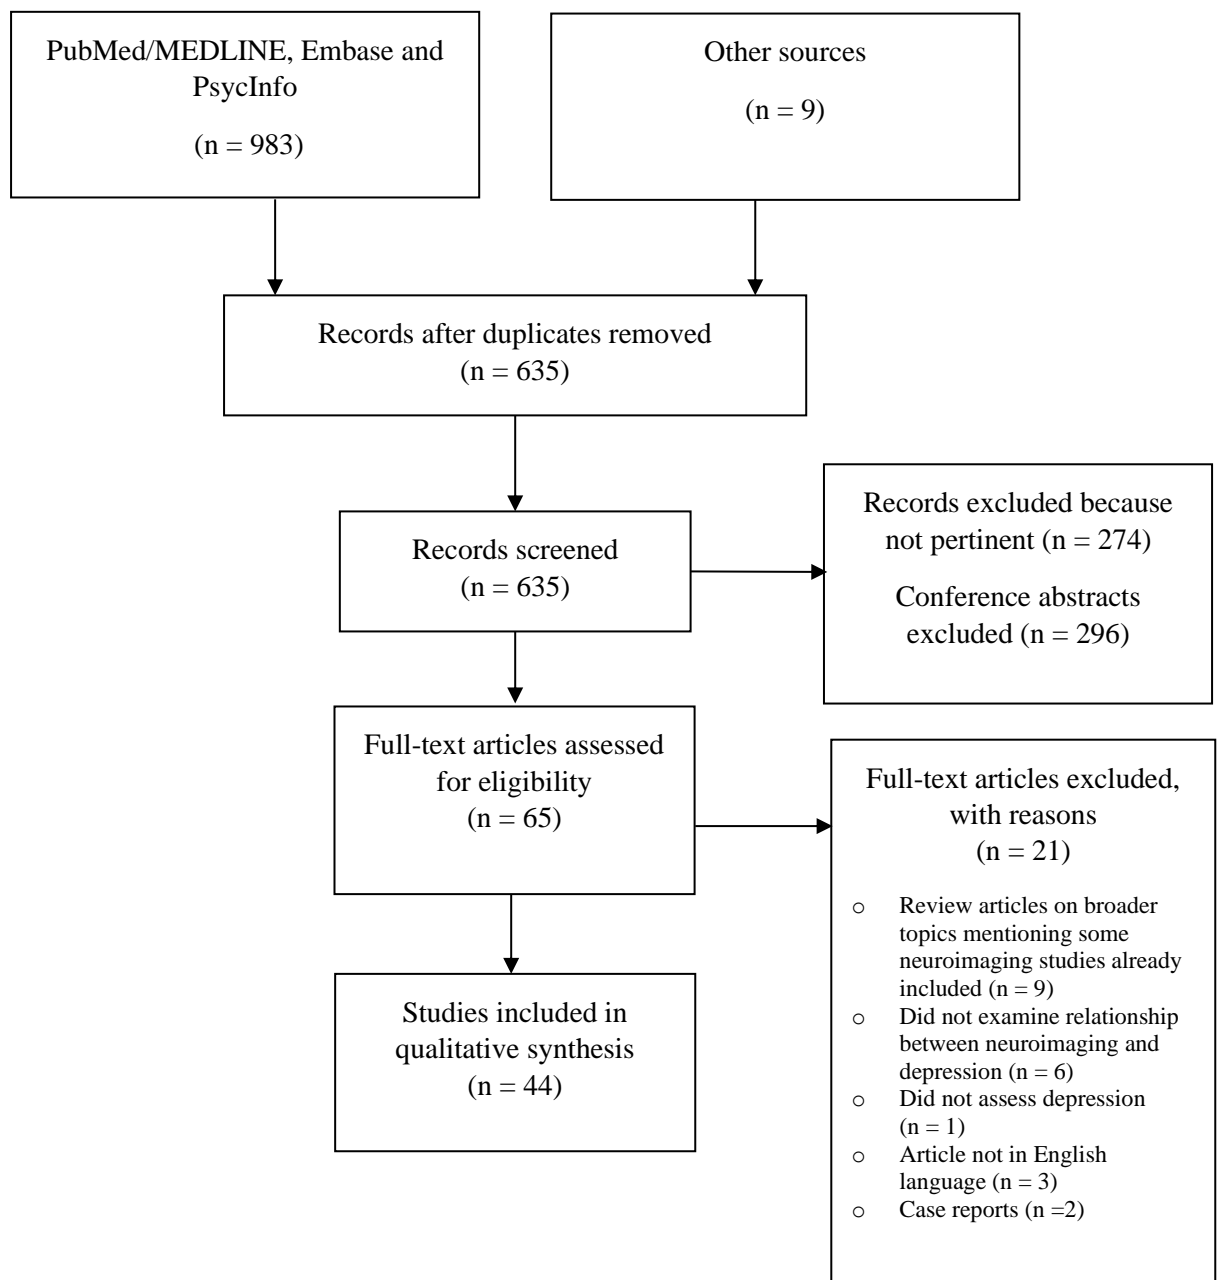 PubMed/MEDLINE, Embase and
PsycInfo
(n = 983)
Other sources
(n = 9)
Records after duplicates removed
(n = 635)
Records screened
(n = 635)
Records excluded because
not pertinent (n = 274)
Conference abstracts
excluded (n = 296)
Full-text articles assessed
for eligibility
(n = 65)
Full-text articles excluded,
with reasons
(n = 21)
o Review articles on broader
topics mentioning some
neuroimaging studies already
included (n = 9)
o Did not examine relationship
between neuroimaging and
depression (n = 6)
o Did not assess depression
(n = 1)
o Article not in English
language (n = 3)
o Case reports (n =2)
Studies included in
qualitative synthesis
(n = 44)